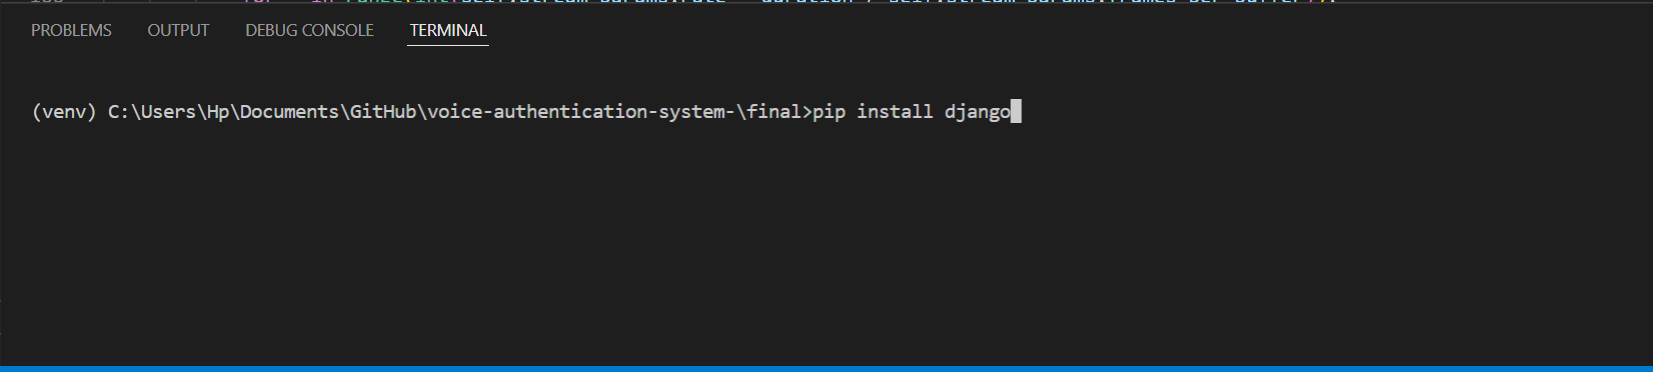 PROBLEMS OUTPUT DEBUG CONSOLE TERMINAL
(venv) C:\Users\Hp\Documents\GitHub\voice-authentication-system-\final>pip install django